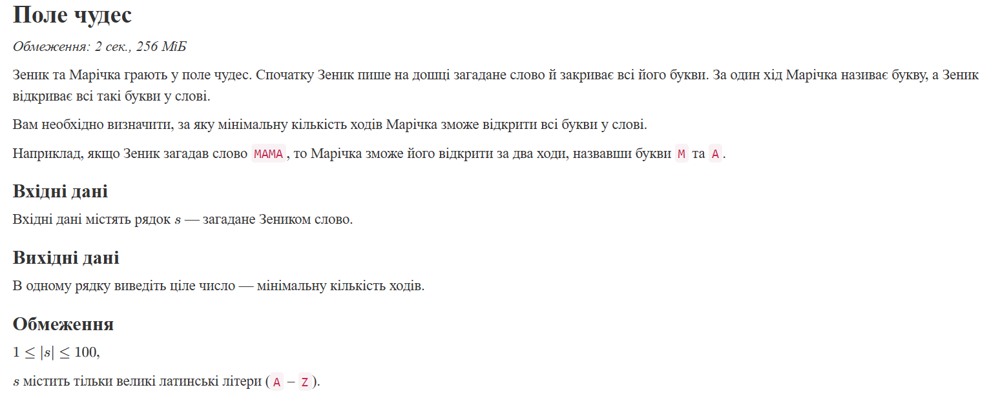 Поле чудес
Обмеження: 2 сек., 256 МіБ
Зеник та Марічка грають у поле чудес. Спочатку Зеник пише на дошці загадане слово й закриває всі його букви. За один хід Марічка називає букву, а Зеник
відкриває всі такі букви у слові.
Вам необхідно визначити, за яку мінімальну кількість ходів Марічка зможе відкрити всі букви у слові.
Наприклад, якщо Зеник загадав слово MAMA, то Марічка зможе його відкрити за два ходи, назвавши букви M та A.
Вхідні дані
Вхідні дані містять рядок s — загадане Зеником слово.
Вихідні дані
В одному рядку виведіть ціле число — мінімальну кількість ходів.
Обмеження
1 ≤ |s| ≤ 100,
s містить тільки великі латинські літери (A – Z).